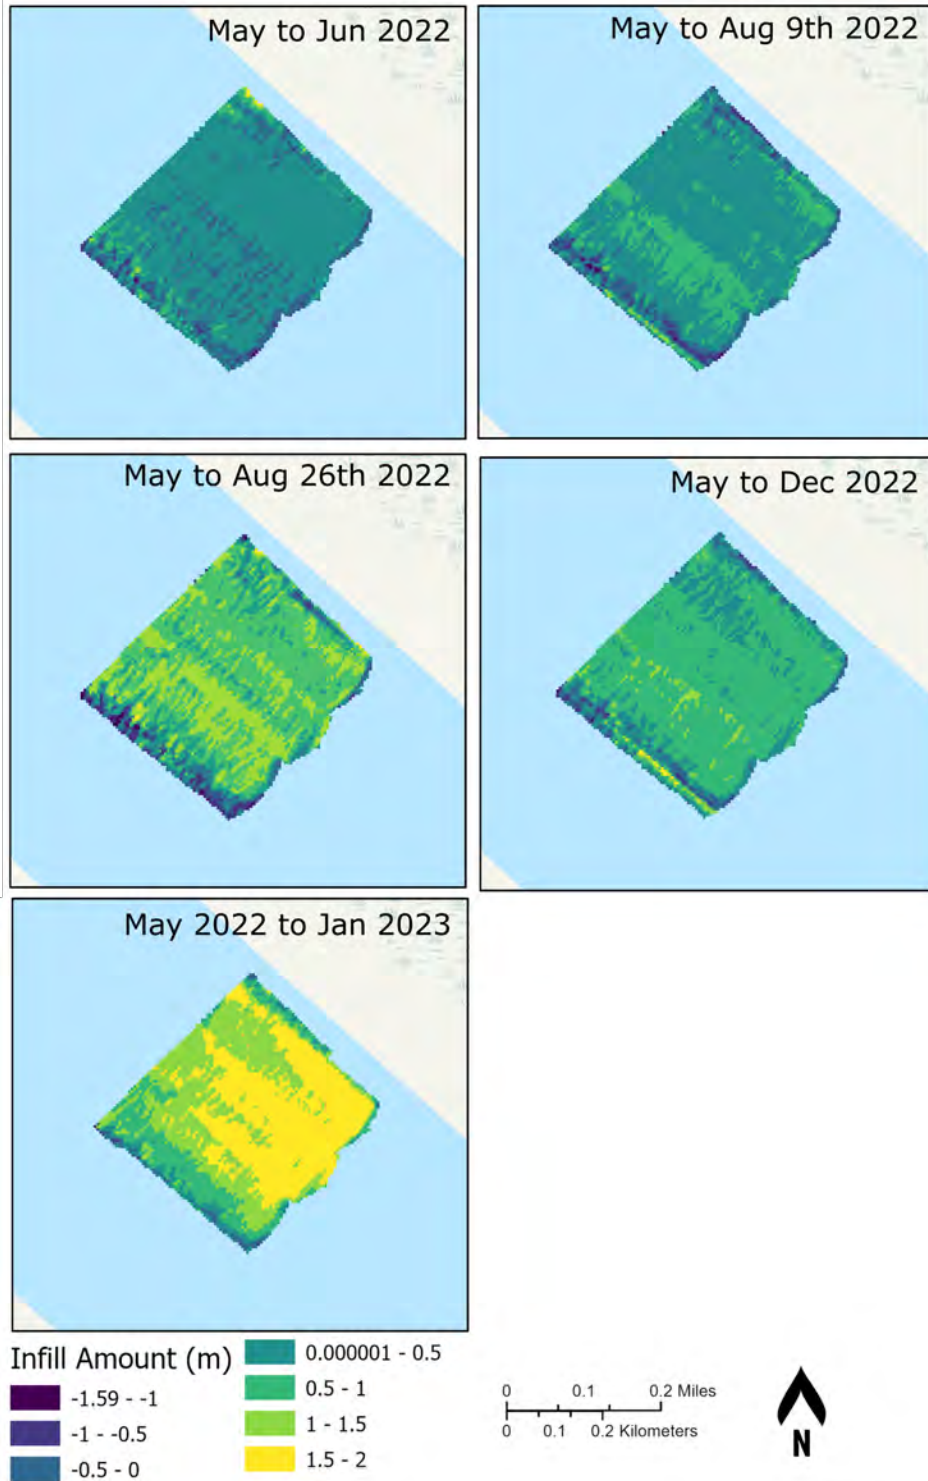 May to Jun 2022
May to Aug 9th 2022
May to Aug 26th 2022
May to Dec 2022
May 2022 to Jan 2023
Infill Amount (m)
-1.59 - -1
-1 - -0.5
-0.5 - 0
0.000001 - 0.5
0.5 - 1
1 - 1.5
1.5 - 2
0 0.1 0.2 Miles
0 0.1 0.2 Kilometers
N